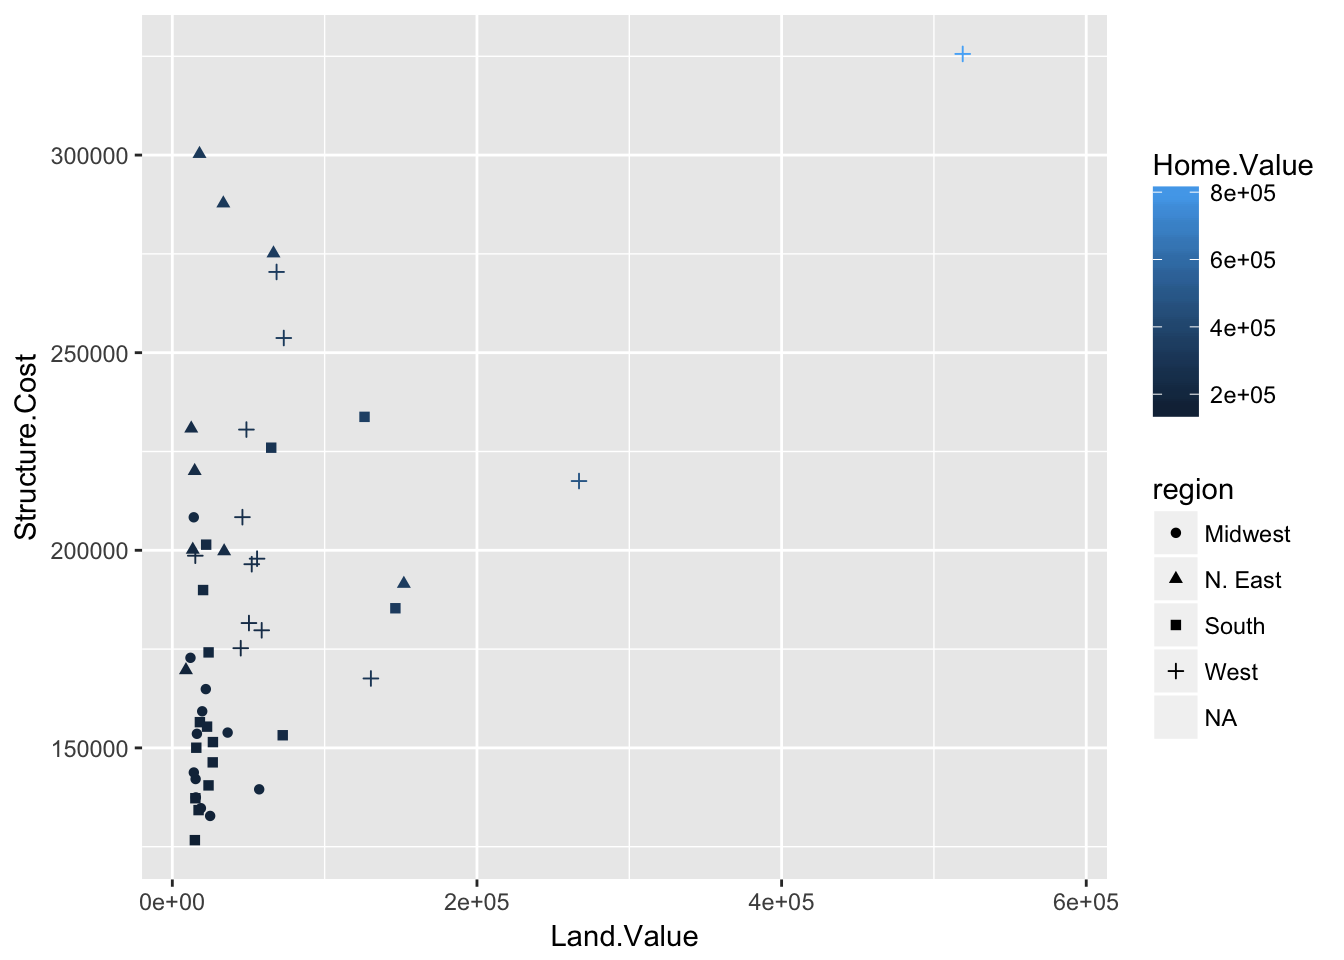 300000
250000
200000
150000
Structure.Cost
0e+00 2e+05 4e+05 6e+05
Land.Value
Home.Value
8e+05
6e+05
4e+05
2e+05
region
Midwest
N. East
South
West
NA